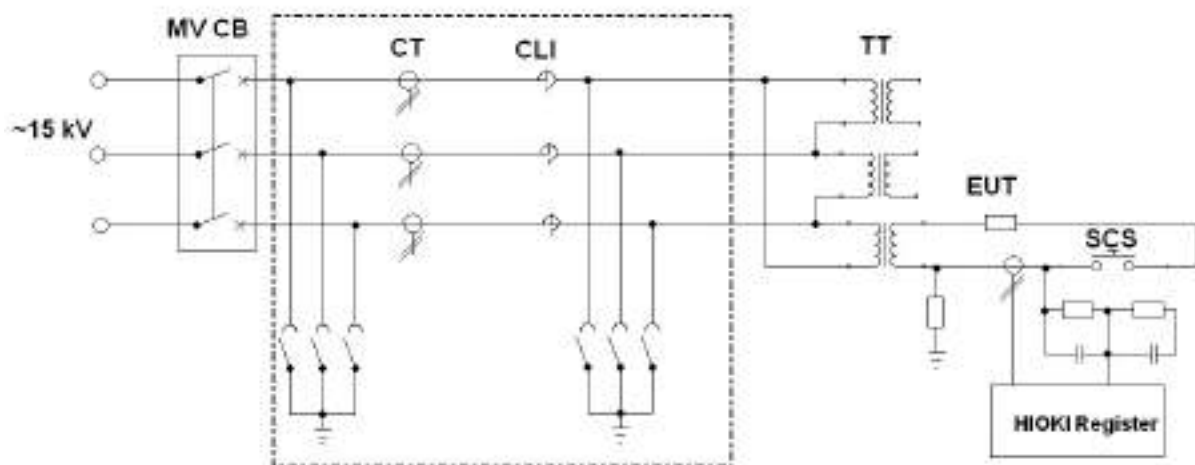 MV CB
CT
CLI
TT
~15 kV
EUT
SCS
HIOKI Register